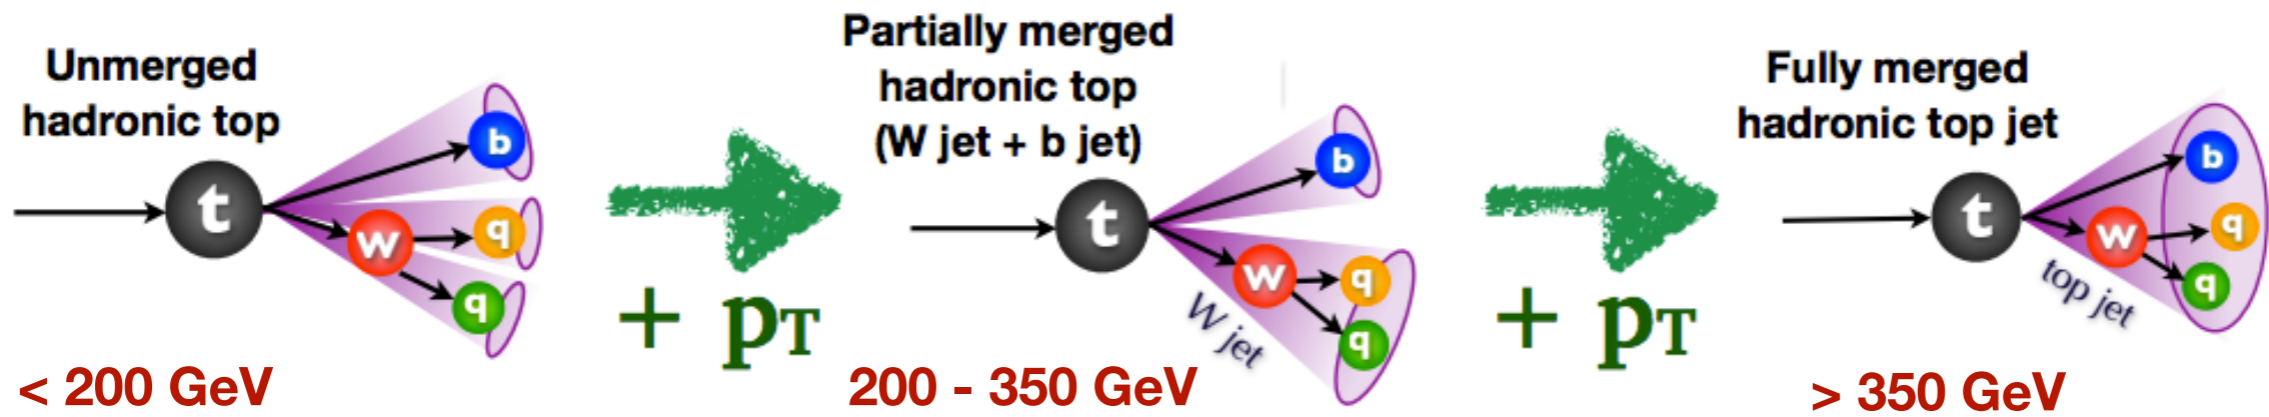 Unmerged
hadronic top
t
b
w
q
q
< 200 GeV
+ pT
Partially merged
hadronic top
(W jet + b jet)
t
b
w
q
q
W jet
200 - 350 GeV
+ pT
Fully merged
hadronic top jet
t
b
w
q
q
top jet
> 350 GeV